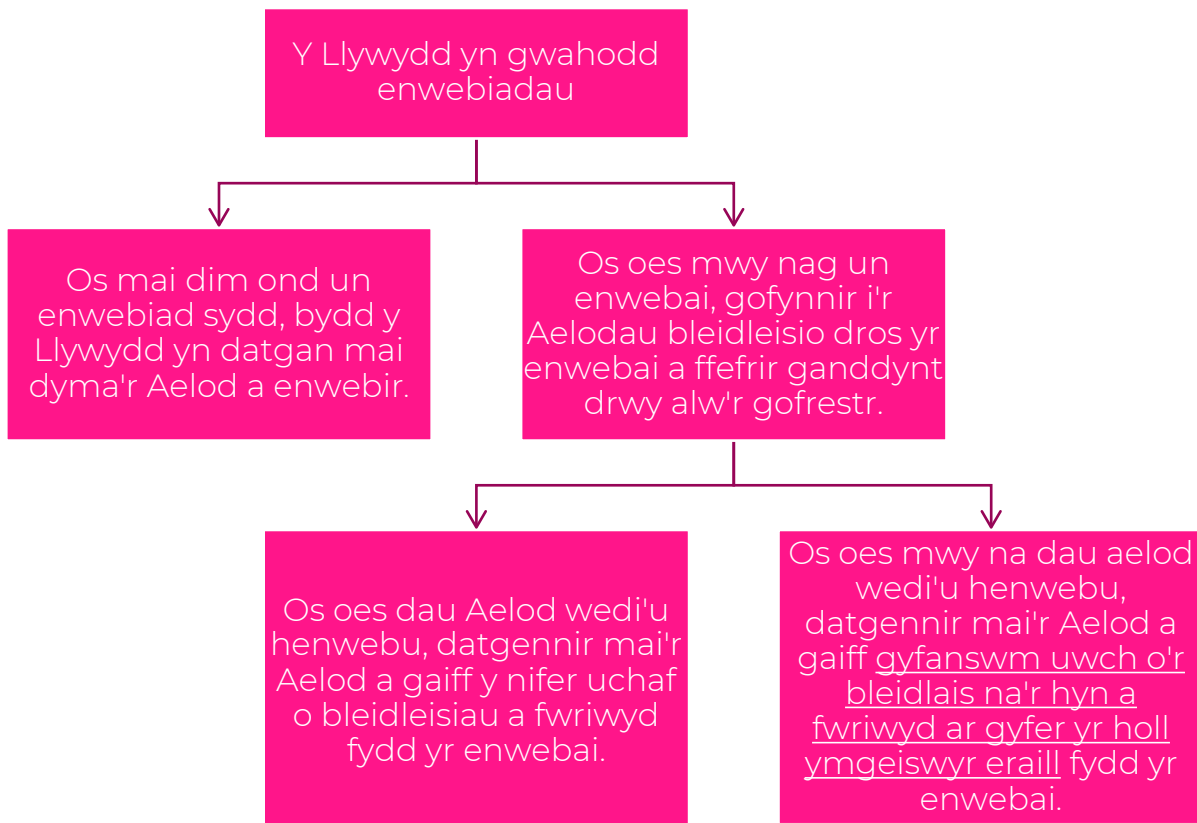 Y Llywydd yn gwahodd
enwebiadau
Os mai dim ond un
enwebiad sydd, bydd y
Llywydd yn datgan mai
dyma'r Aelod a enwebir.
Os oes mwy nag un
enwebai, gofynnir i'r
Aelodau bleidleisio dros yr
enwebai a ffefrir ganddynt
drwy alw'r gofrestr.
Os oes dau Aelod wedi'u
henwebu, datgennir mai'r
Aelod a gaiff y nifer uchaf
o bleidleisiau a fwriwyd
fydd yr enwebai.
Os oes mwy na dau aelod
wedi'u henwebu,
datgennir mai'r Aelod a
gaiff gyfanswm uwch o'r
bleidlais na'r hyn a
fwriwyd ar gyfer yr holl
ymgeiswyr eraill fydd yr
enwebai.